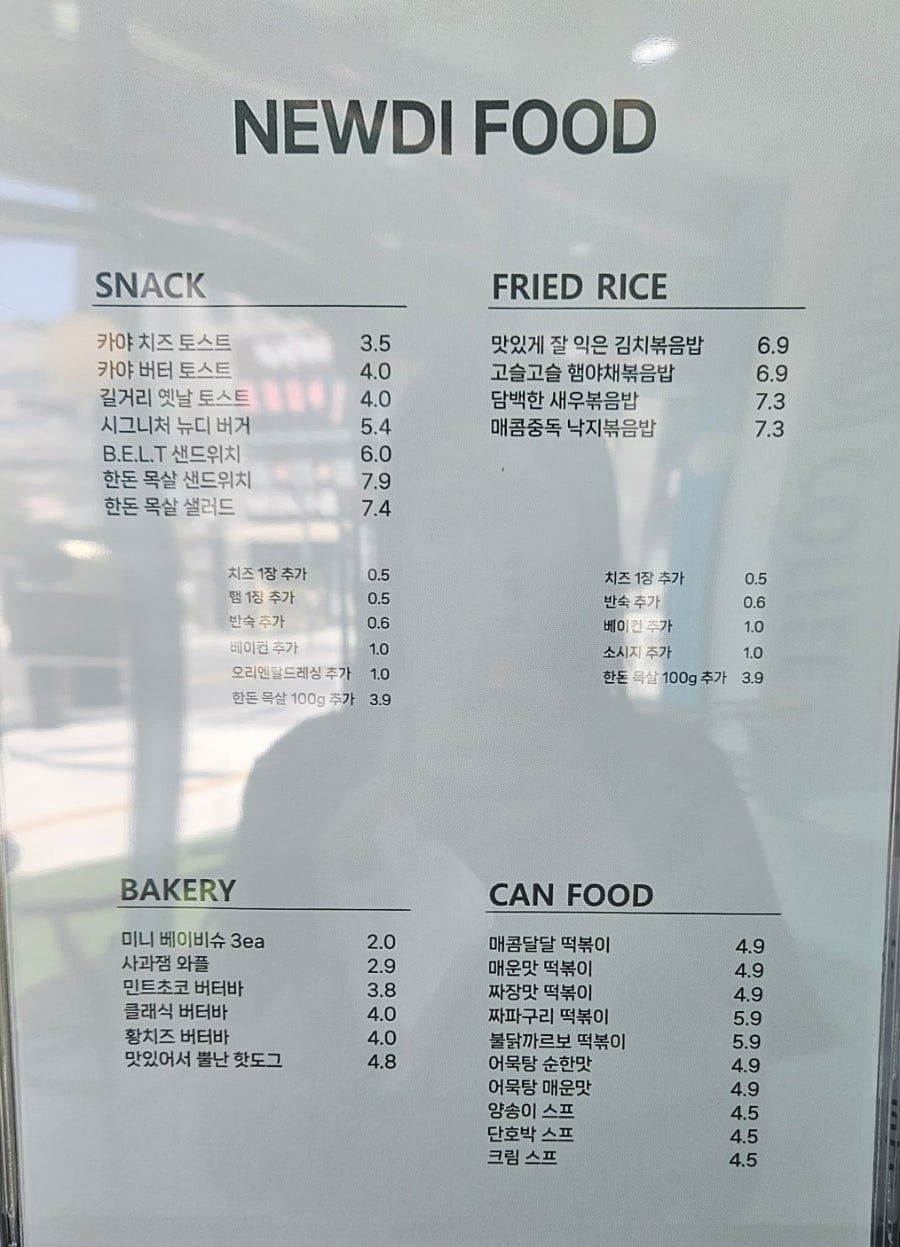 NEWDI FOOD
SNACK
카야 치즈 토스트 3.5
카야 버터 토스트 4.0
길거리 옛날 토스트 4.0
시그니처 뉴디 버거 5.4
B.E.L.T 샌드위치 6.0
한돈 목살 샌드위치 7.9
한돈 목살 샐러드 7.4
치즈 1장 추가 0.5
햄 1장 추가 0.5
반숙 추가 0.6
베이컨 추가 1.0
오리엔탈드레싱 추가 1.0
한돈 목살 100g 추가 3.9
FRIED RICE
맛있게 잘 익은 김치볶음밥 6.9
고슬고슬 햄야채볶음밥 6.9
담백한 새우볶음밥 7.3
매콤중독 낙지볶음밥 7.3
치즈 1장 추가 0.5
반숙 추가 0.6
베이컨 추가 1.0
소시지 추가 1.0
한돈 목살 100g 추가 3.9
BAKERY
미니 베이비슈 3ea 2.0
사과잼 와플 2.9
민트초코 버터바 3.8
클래식 버터바 4.0
황치즈 버터바 4.0
맛있어서 뿔난 핫도그 4.8
CAN FOOD
매콤달달 떡볶이 4.9
매운맛 떡볶이 4.9
짜장맛 떡볶이 4.9
짜파구리 떡볶이 5.9
불닭까르보 떡볶이 5.9
어묵탕 순한맛 4.9
어묵탕 매운맛 4.9
양송이 스프 4.5
단호박 스프 4.5
크림 스프 4.5